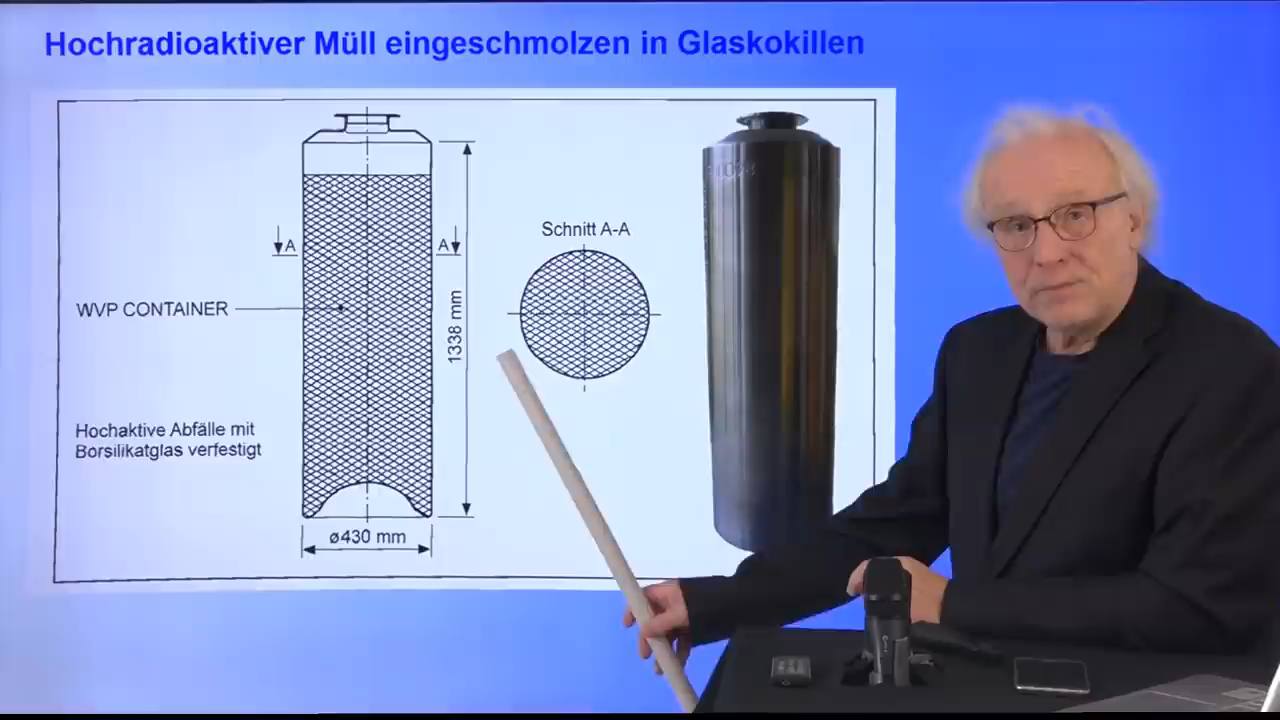 Hochradioaktiver Müll eingeschmolzen in Glaskokillen
A
A
Schnitt A-A
WVP CONTAINER
1338 mm
Hochaktive Abfälle mit
Borsilikatglas verfestigt
ø430 mm